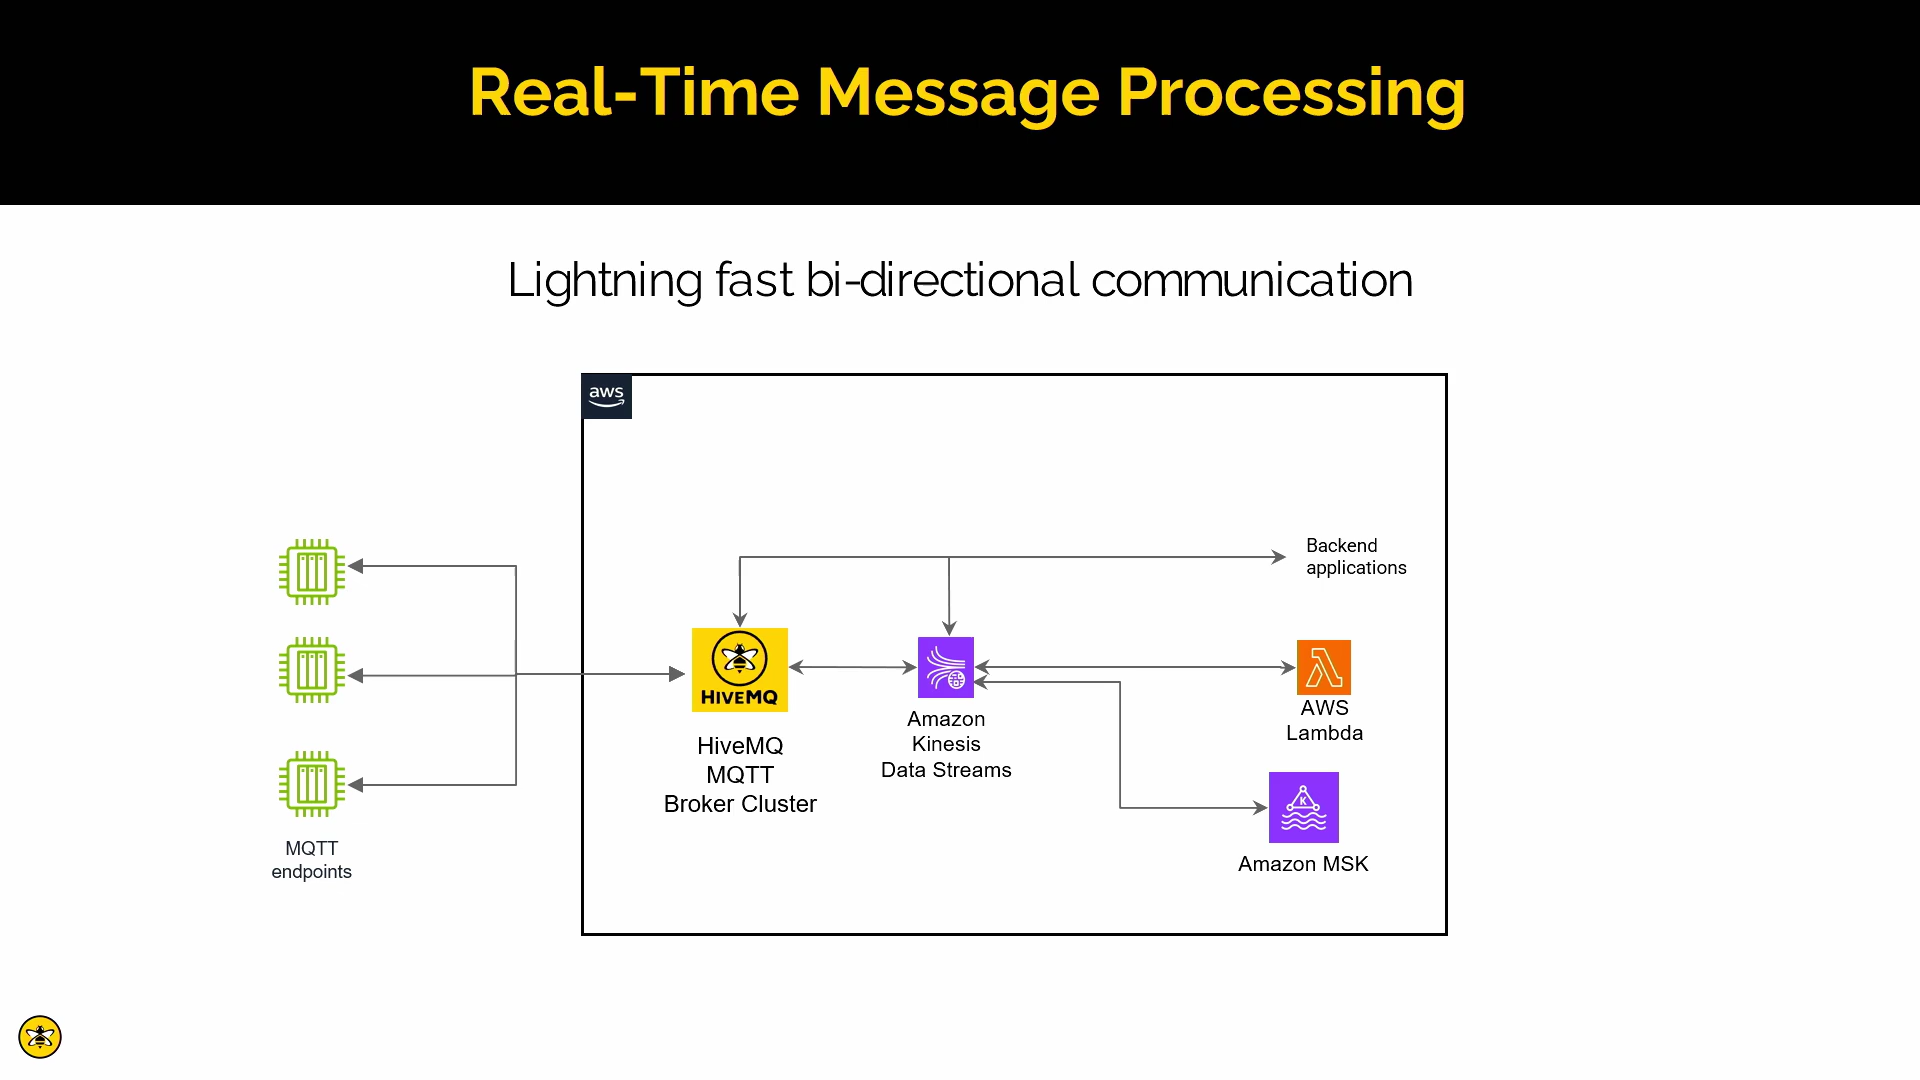 Real-Time Message Processing
Lightning fast bi-directional communication
aws
Backend
applications
HIVEMQ
HiveMQ
MQTT
Broker Cluster
Amazon
Kinesis
Data Streams
AWS
Lambda
K
Amazon MSK
MQTT
endpoints